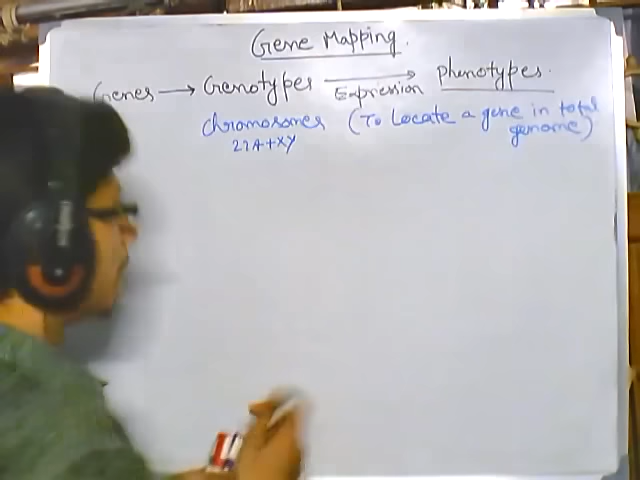 Gene Mapping.
Genes → Genotypes → Phenotypes.
Expression
Chromosomes (To Locate a gene in total
22A+XY genome)